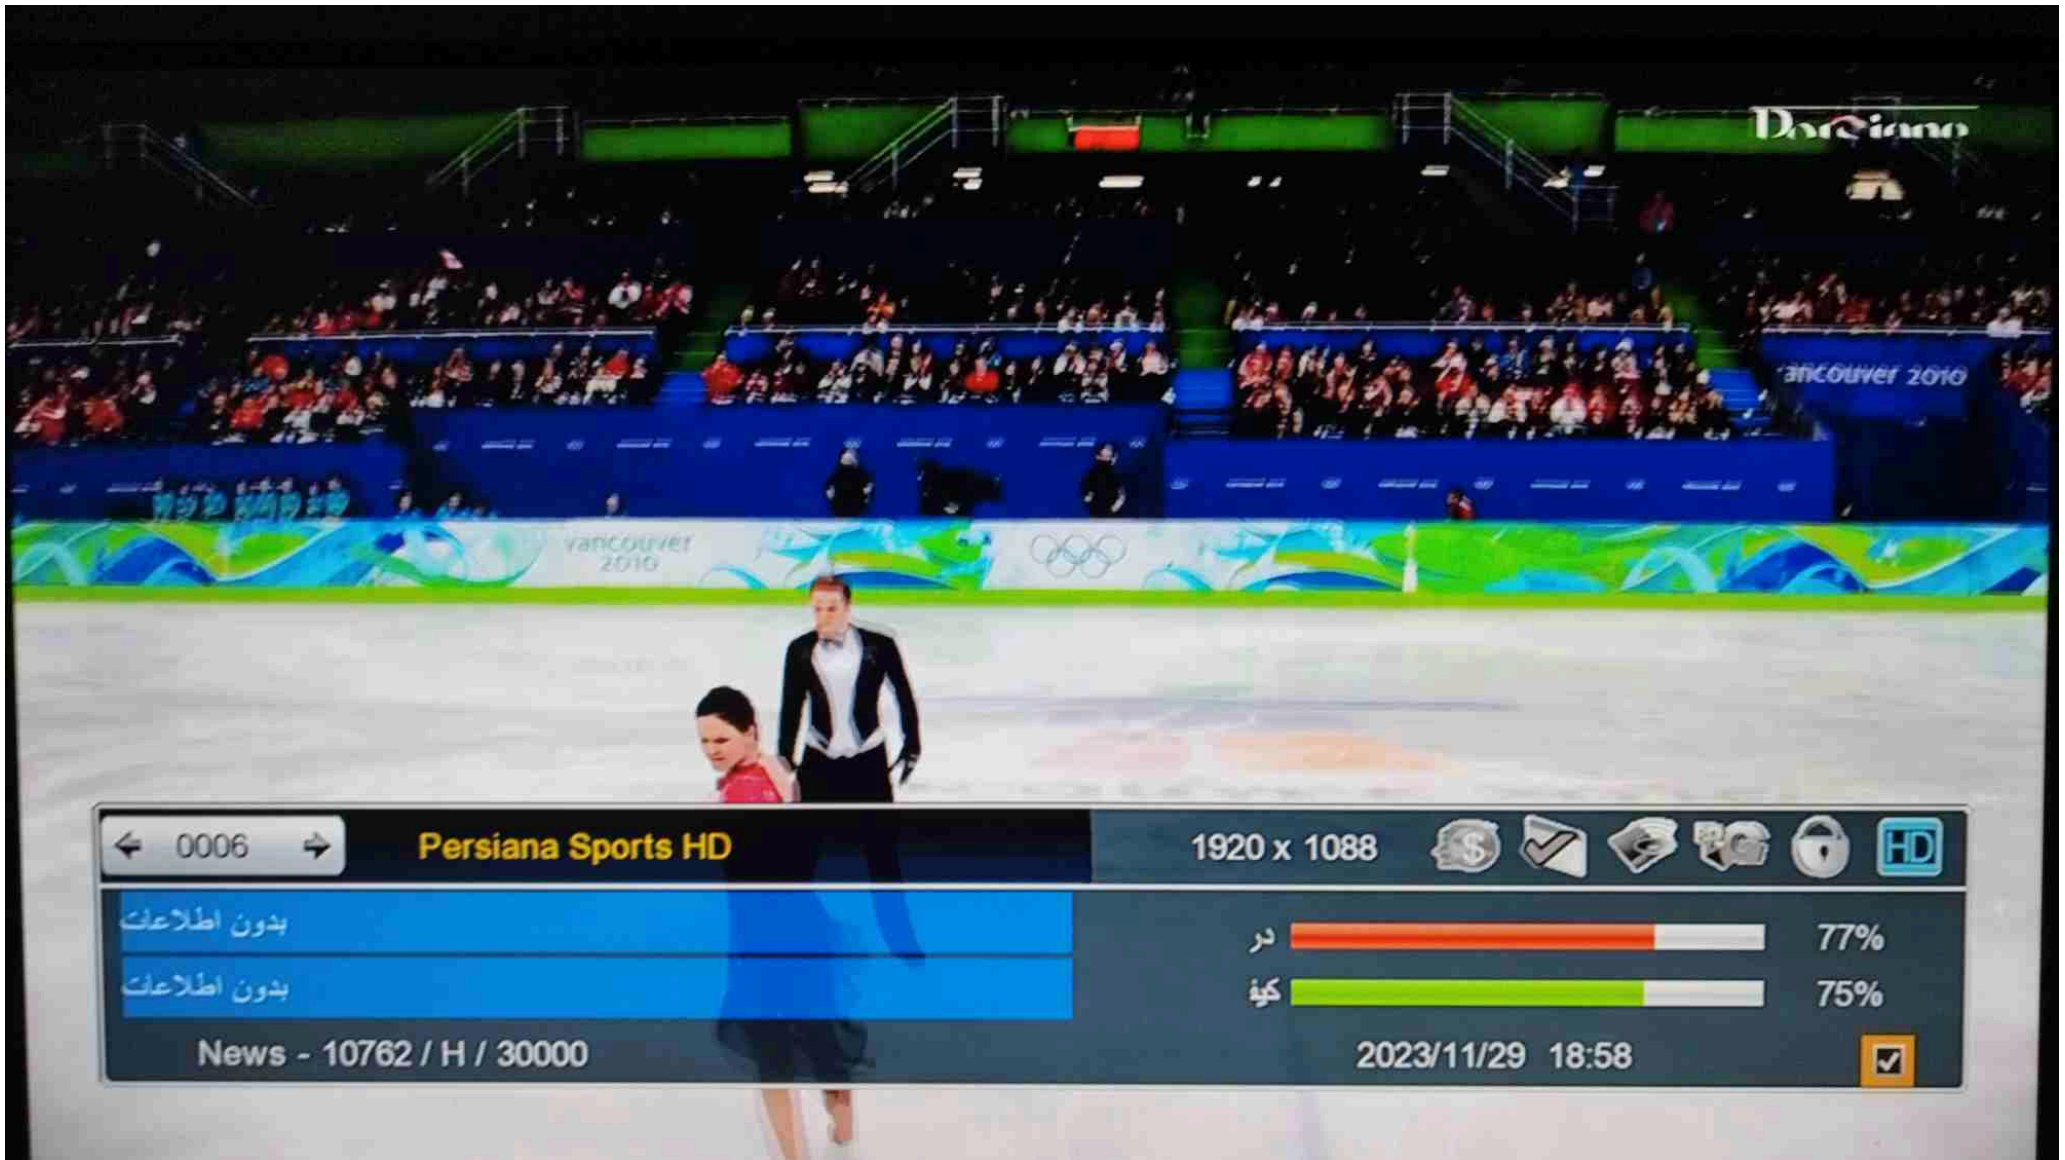 Persiana
ancouver 2010
vancouver
2010
0006
Persiana Sports HD
1920 x 1088
HD
بدون اطلاعات
در
77%
بدون اطلاعات
کیف
75%
News - 10762 / H / 30000
2023/11/29 18:58